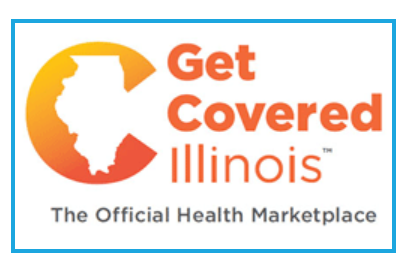 Get
Covered
Illinois™
The Official Health Marketplace